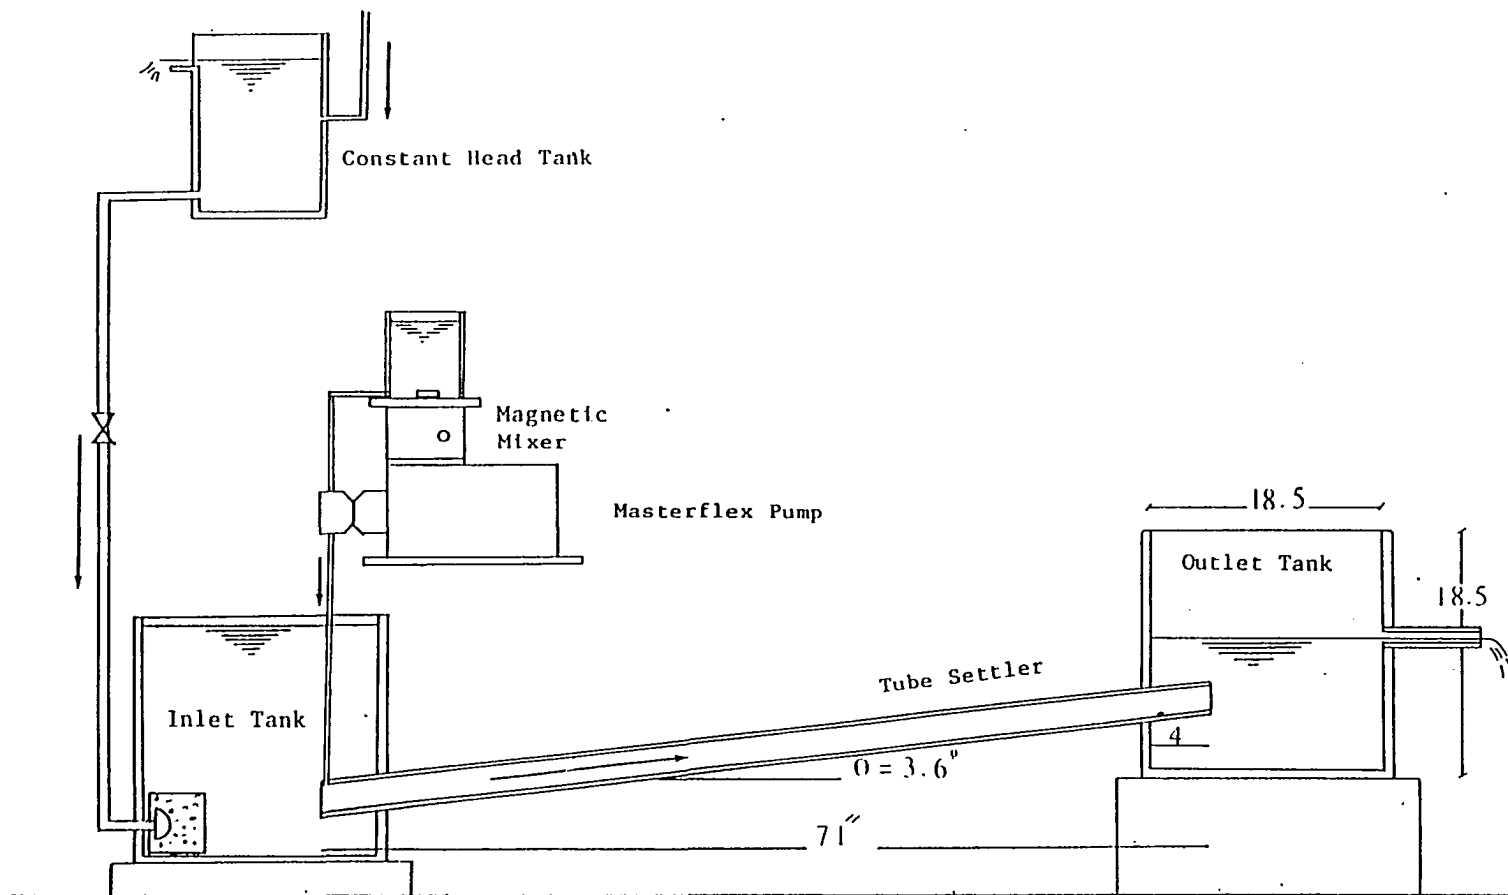 Constant Head Tank
Magnetic
Mixer
Masterflex Pump
18.5
Outlet Tank
18.5
Tube Settler
Inlet Tank
4
θ = 3.6°
71"